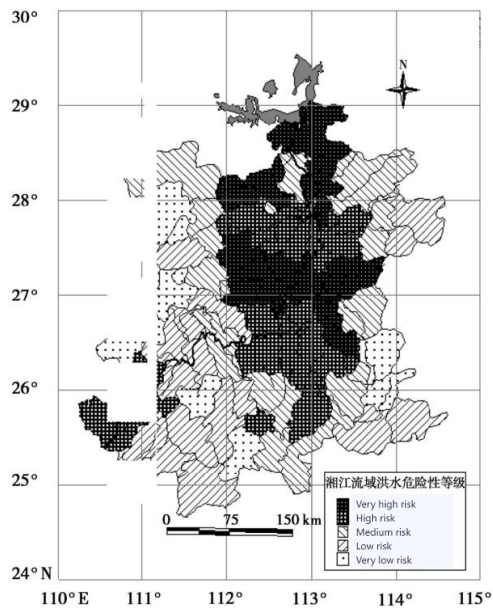 30°
29°
28°
27°
26°
25°
24°N
N
湘江流域洪水危险性等级
Very high risk
High risk
Medium risk
Low risk
Very low risk
0 75 150 km
110°E 111° 112° 113° 114° 115°